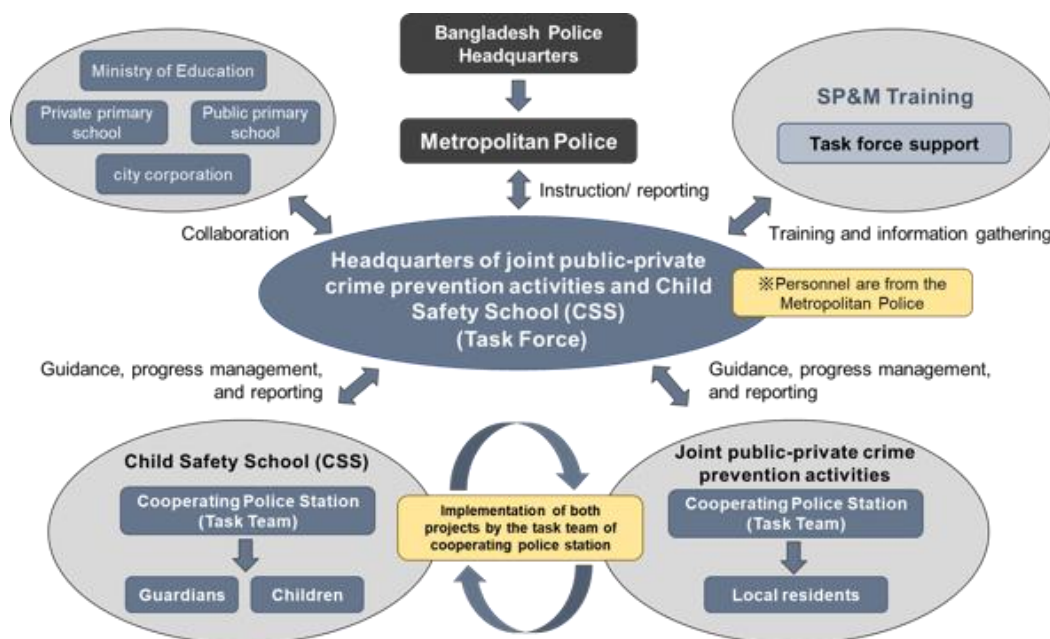 Bangladesh Police
Headquarters
Ministry of Education
Private primary
school
Public primary
school
city corporation
Metropolitan Police
SP&M Training
Task force support
Instruction/ reporting
Collaboration
Training and information gathering
Headquarters of joint public-private
crime prevention activities and Child
Safety School (CSS)
(Task Force)
※Personnel are from the
Metropolitan Police
Guidance, progress management,
and reporting
Guidance, progress management,
and reporting
Child Safety School (CSS)
Cooperating Police Station
(Task Team)
Guardians
Children
Implementation of both
projects by the task team of
cooperating police station
Joint public-private crime
prevention activities
Cooperating Police Station
(Task Team)
Local residents